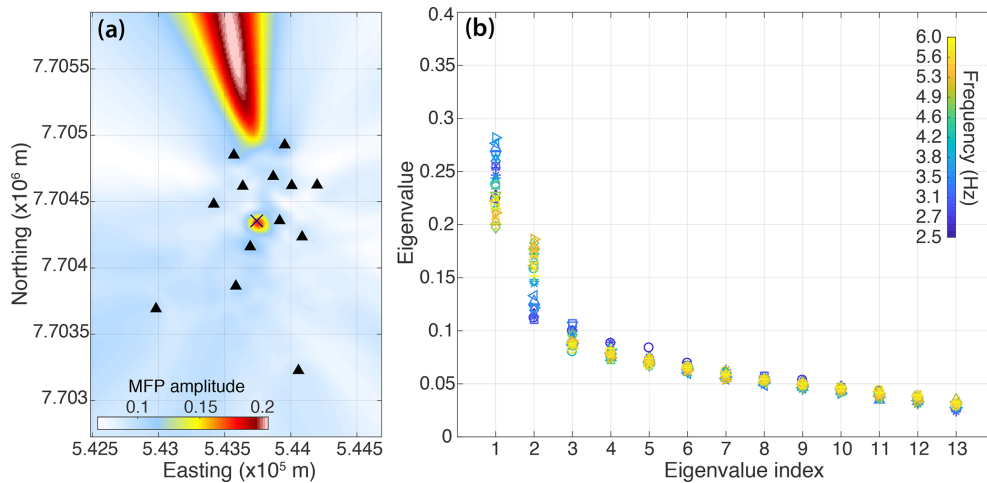 (a)
7.7055
7.705
7.7045
7.704
7.7035
7.703
Northing (x10⁶ m)
MFP amplitude
0.1 0.15 0.2
5.425 5.43 5.435 5.44 5.445
Easting (x10⁵ m)
(b)
0.4
0.35
0.3
0.25
0.2
0.15
0.1
0.05
0
Eigenvalue
1 2 3 4 5 6 7 8 9 10 11 12 13
Eigenvalue index
6.0
5.6
5.3
4.9
4.6
4.2
3.8
3.5
3.1
2.7
2.5
Frequency (Hz)